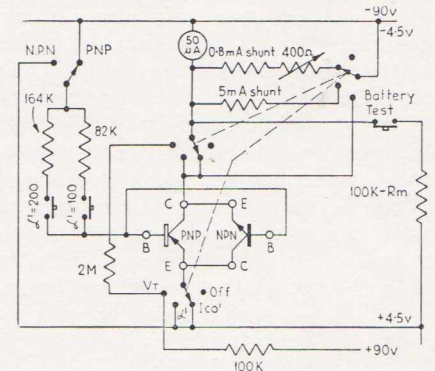 -90v
-4·5v
50
μA
N.PN
PNP
0·8mA shunt
400Ω
5mA shunt
Battery
Test
164K
82K
100K-Rm
α'=200
α'=100
C
E
B
PNP
NPN
B
E
C
2M
VT
Off
Ico'
α'
+4·5v
+90v
100K